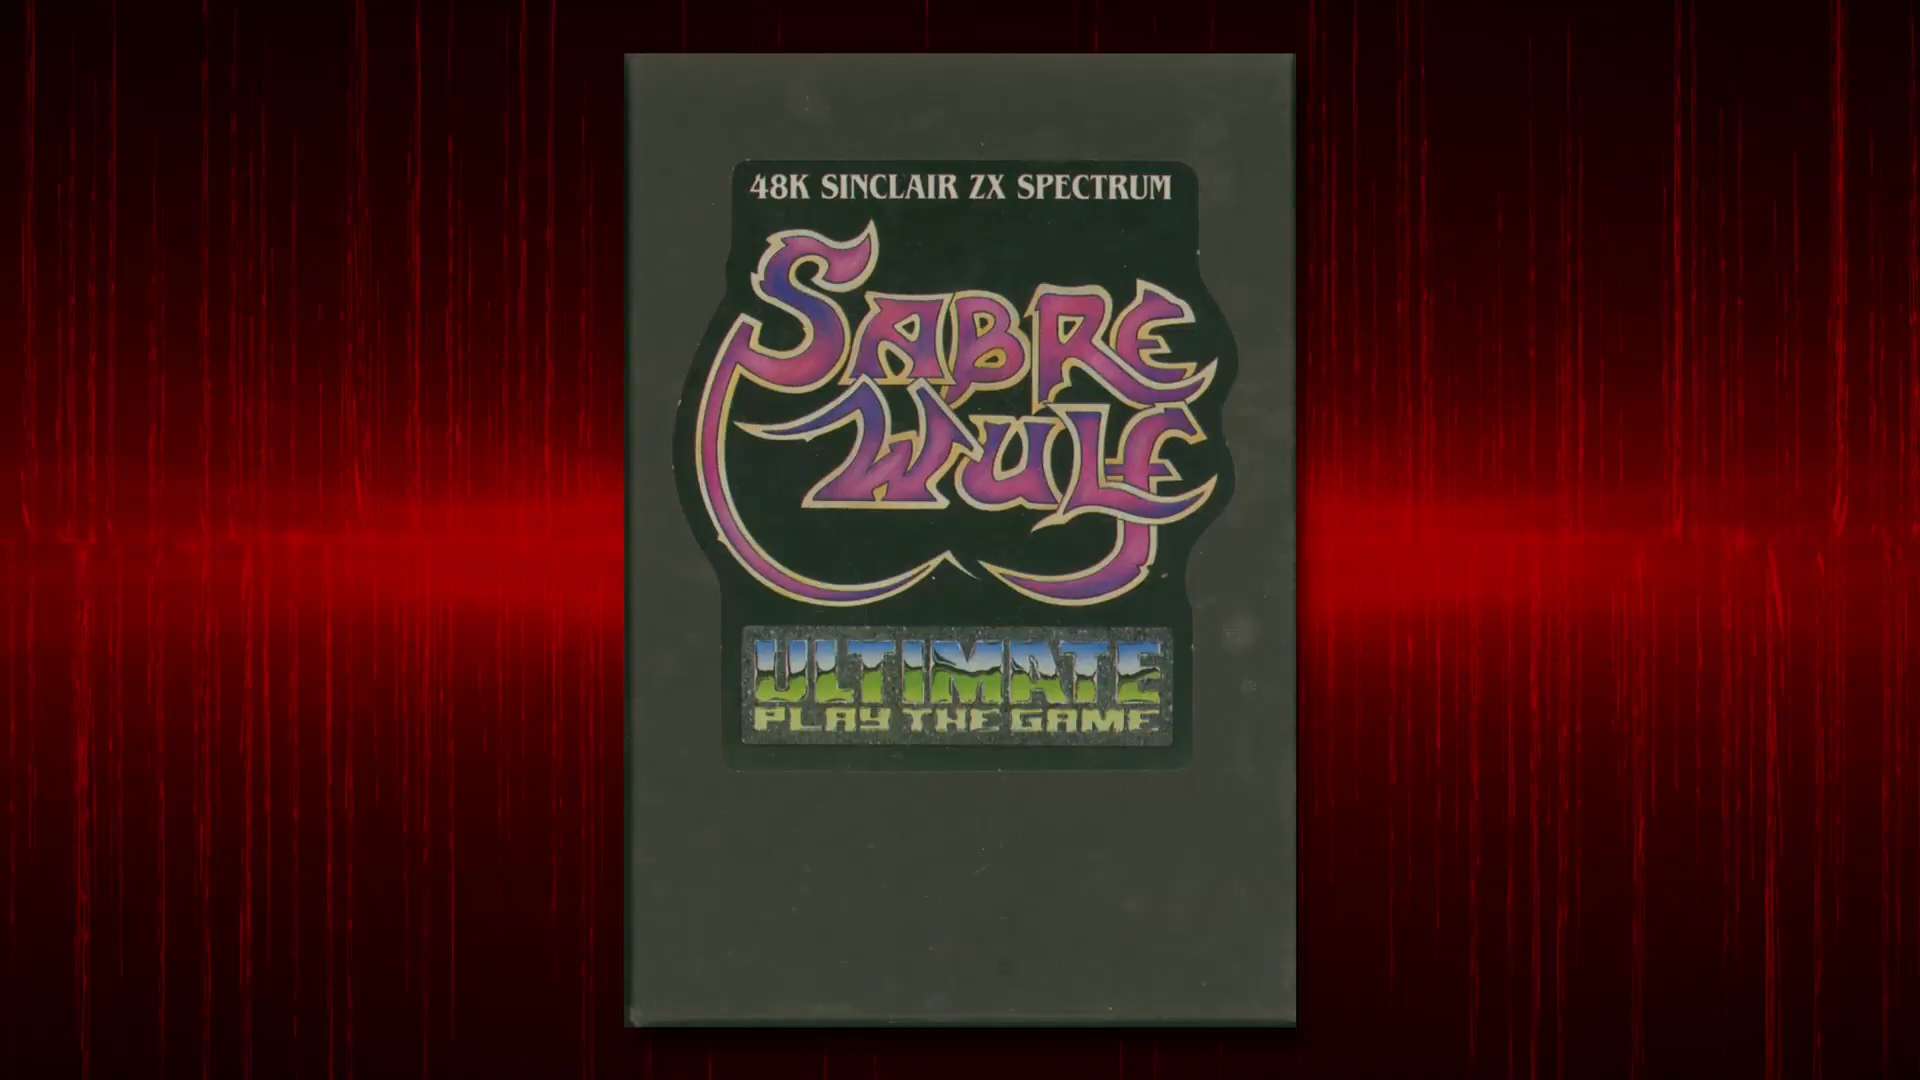 48K SINCLAIR ZX SPECTRUM
SABRE
WULF
ULTIMATE
PLAY THE GAME